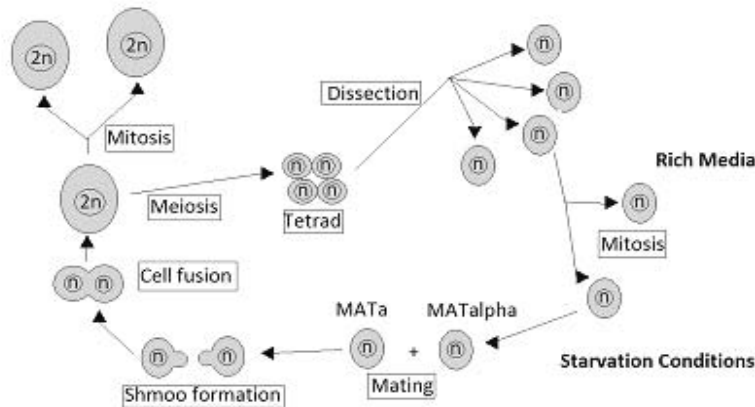 2n
2n
n
Dissection
n
Mitosis
n
n
n n
n n
Rich Media
2n
Meiosis
Tetrad
n
Mitosis
n n
Cell fusion
n
MATa
MATalpha
n n
n + n
Starvation Conditions
Shmoo formation
Mating